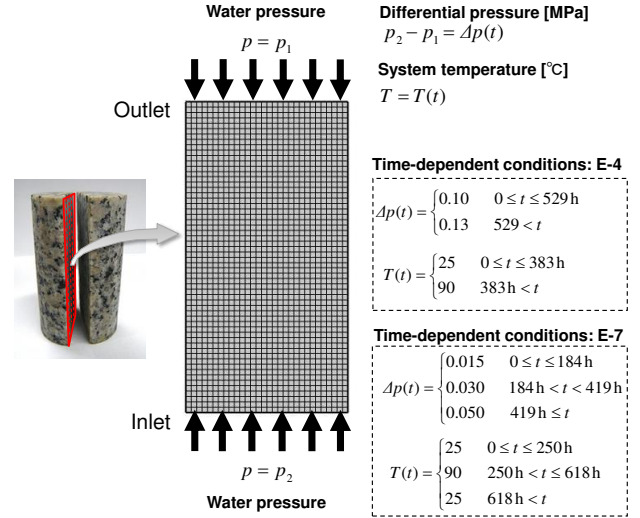 Water pressure
p = p₁
Outlet
Inlet
p = p₂
Water pressure
Differential pressure [MPa]
p₂ − p₁ = Δp(t)
System temperature [℃]
T = T(t)
Time-dependent conditions: E-4
Δp(t) = { 0.10 0 ≤ t ≤ 529 h
0.13 529 < t
T(t) = { 25 0 ≤ t ≤ 383 h
90 383 h < t
Time-dependent conditions: E-7
Δp(t) = { 0.015 0 ≤ t ≤ 184 h
0.030 184 h < t < 419 h
0.050 419 h ≤ t
T(t) = { 25 0 ≤ t ≤ 250 h
90 250 h < t ≤ 618 h
25 618 h < t